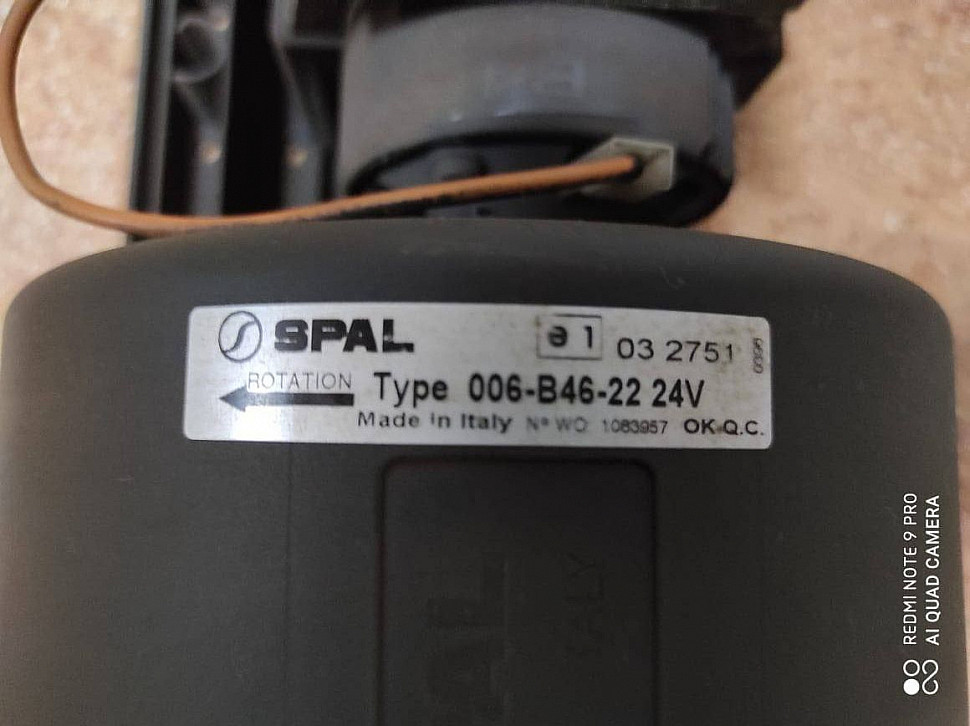 SPAL
e 1 03 2751
ROTATION Type 006-B46-22 24V
Made in Italy Nº WO 1083957 OK Q.C.
REDMI NOTE 9 PRO
AI QUAD CAMERA